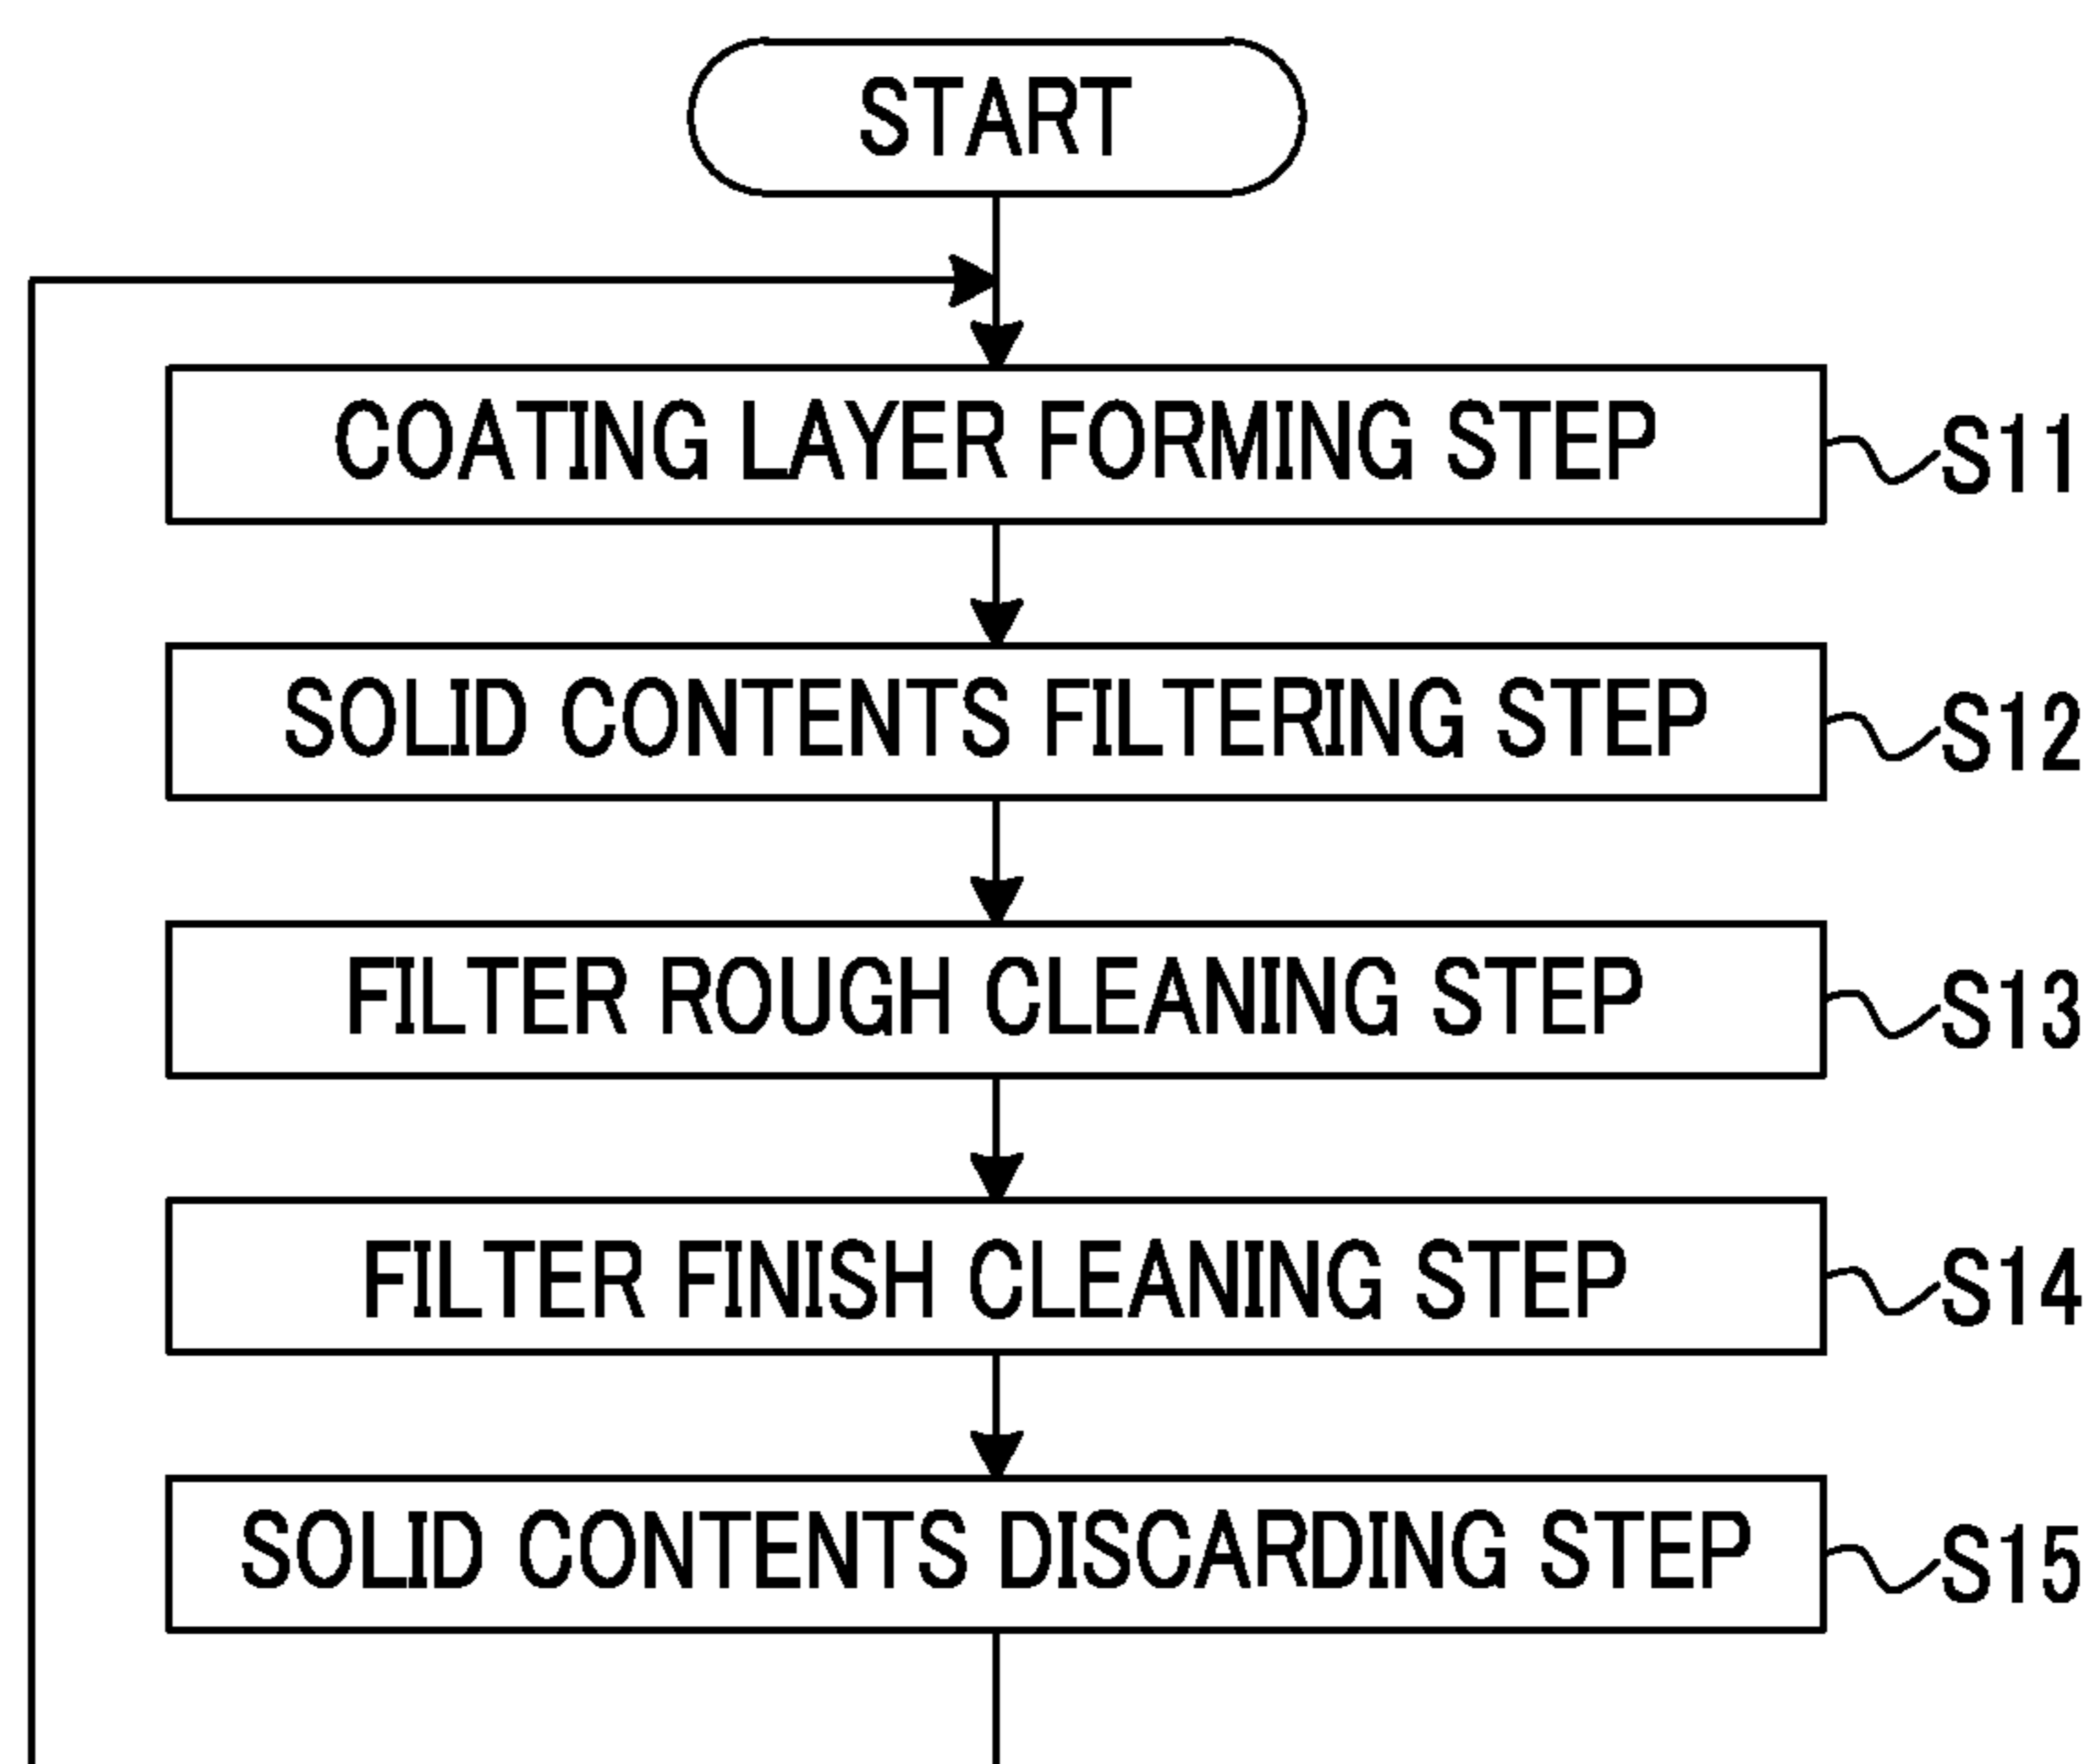 START
COATING LAYER FORMING STEP
S11
SOLID CONTENTS FILTERING STEP
S12
FILTER ROUGH CLEANING STEP
S13
FILTER FINISH CLEANING STEP
S14
SOLID CONTENTS DISCARDING STEP
S15